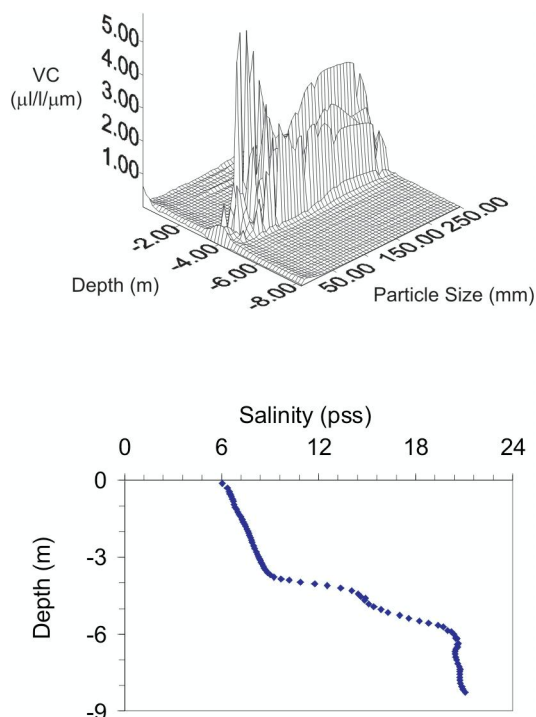 5.00
4.00
3.00
2.00
1.00
VC
(µl/l/µm)
-2.00
-4.00
-6.00
-8.00
Depth (m)
50.00
150.00
250.00
Particle Size (mm)
Salinity (pss)
0 6 12 18 24
0
-3
-6
-9
Depth (m)